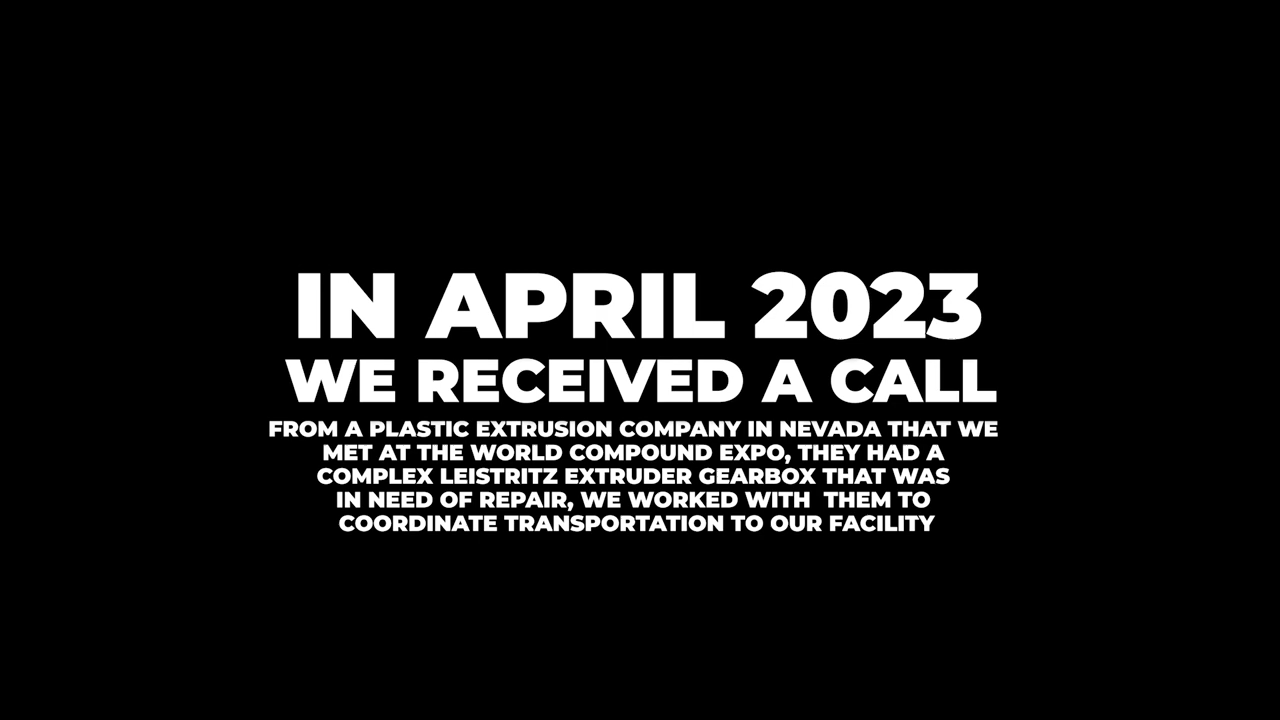 IN APRIL 2023
WE RECEIVED A CALL
FROM A PLASTIC EXTRUSION COMPANY IN NEVADA THAT WE
MET AT THE WORLD COMPOUND EXPO, THEY HAD A
COMPLEX LEISTRITZ EXTRUDER GEARBOX THAT WAS
IN NEED OF REPAIR, WE WORKED WITH  THEM TO
COORDINATE TRANSPORTATION TO OUR FACILITY